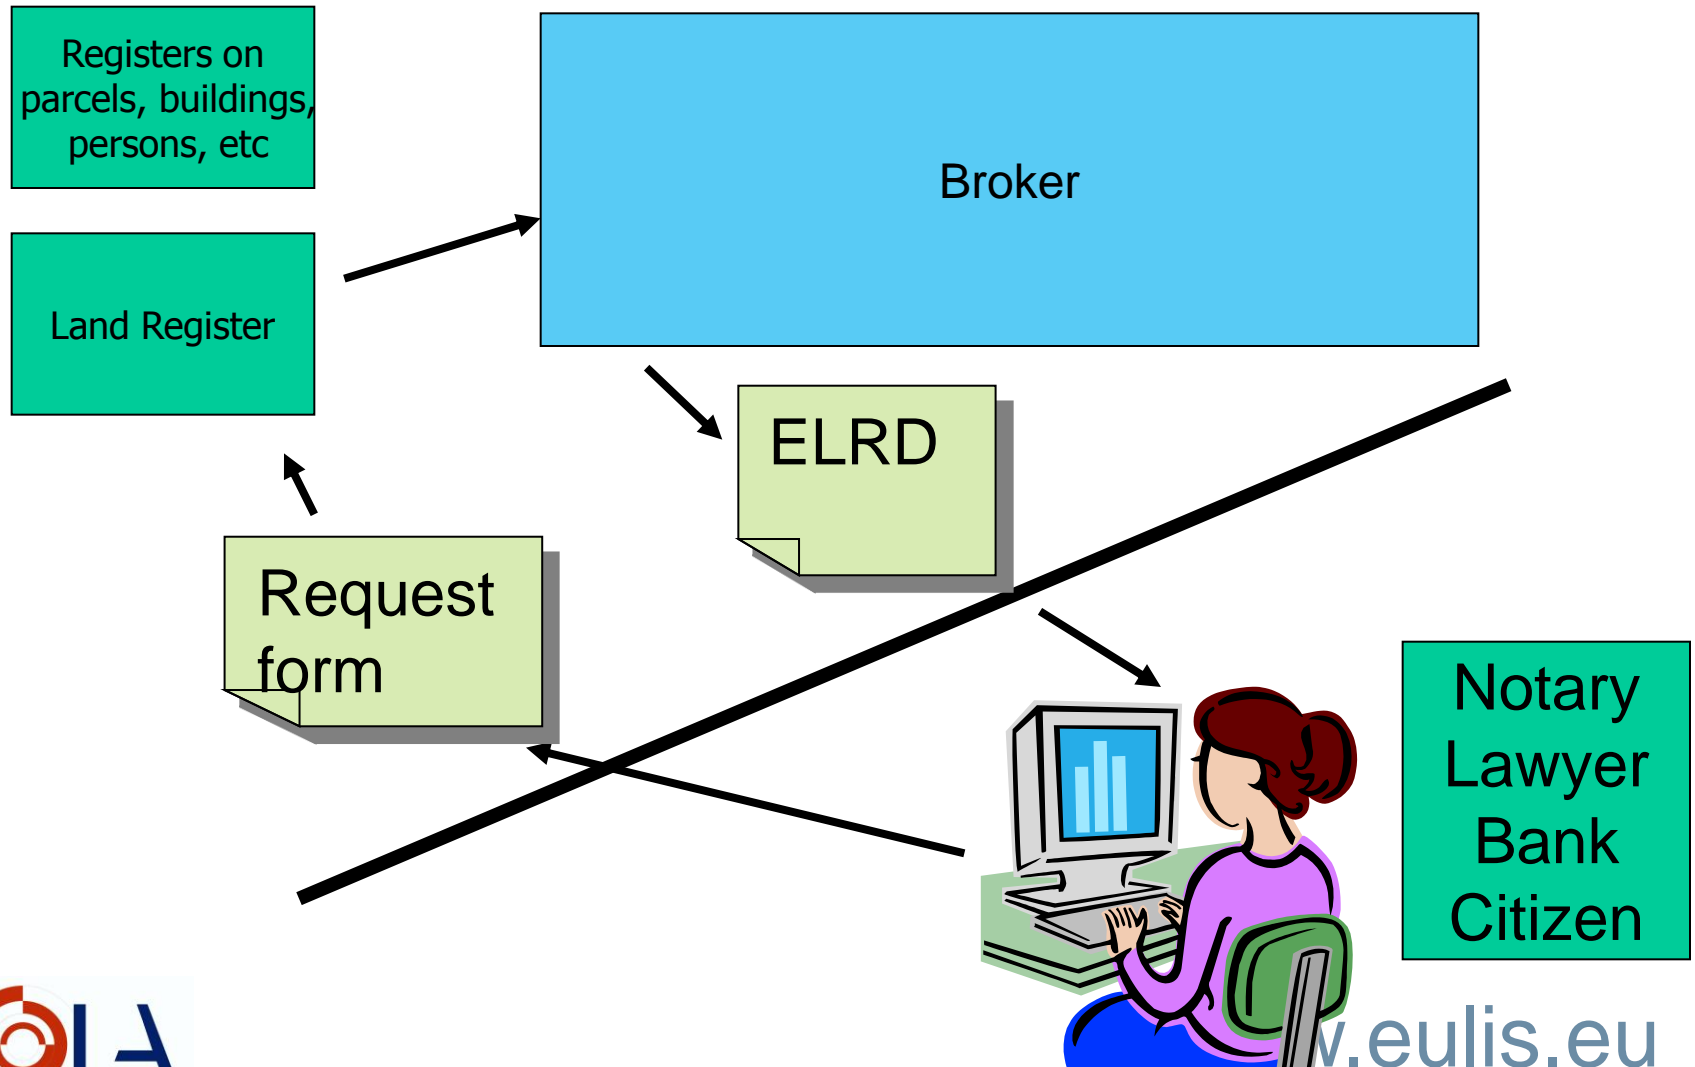 Registers on
parcels, buildings,
persons, etc
Broker
Land Register
ELRD
Request
form
Notary
Lawyer
Bank
Citizen
.eulis.eu